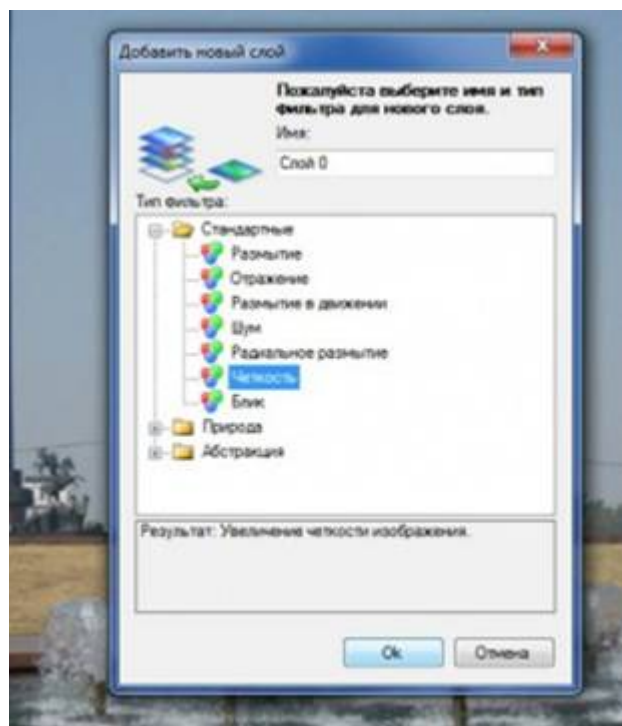 Добавить новый слой
Пожалуйста выберите имя и тип
фильтра для нового слоя.
Имя:
Слой 0
Тип фильтра:
Стандартные
Размытие
Отражение
Размытие в движении
Шум
Радиальное размытие
Четкость
Блик
Природа
Абстракция
Результат: Увеличение четкости изображения.
Ok
Отмена